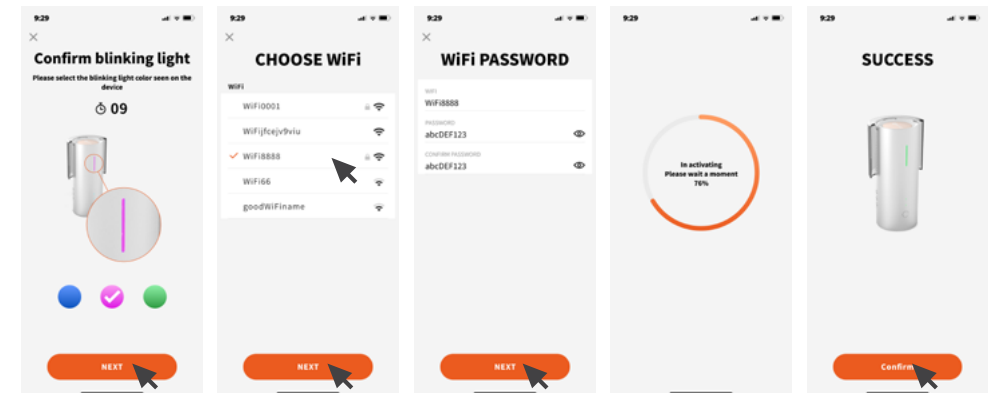 9:29
Confirm blinking light
Please select the blinking light color seen on the
device
09
NEXT
9:29
CHOOSE WiFi
WiFi
WiFi0001
WiFijfcejv9viu
WiFi8888
WiFi66
goodWiFiname
NEXT
9:29
WiFi PASSWORD
WIFI
WiFi8888
PASSWORD
abcDEF123
CONFIRM PASSWORD
abcDEF123
NEXT
9:29
In activating
Please wait a moment
76%
9:29
SUCCESS
Confirm